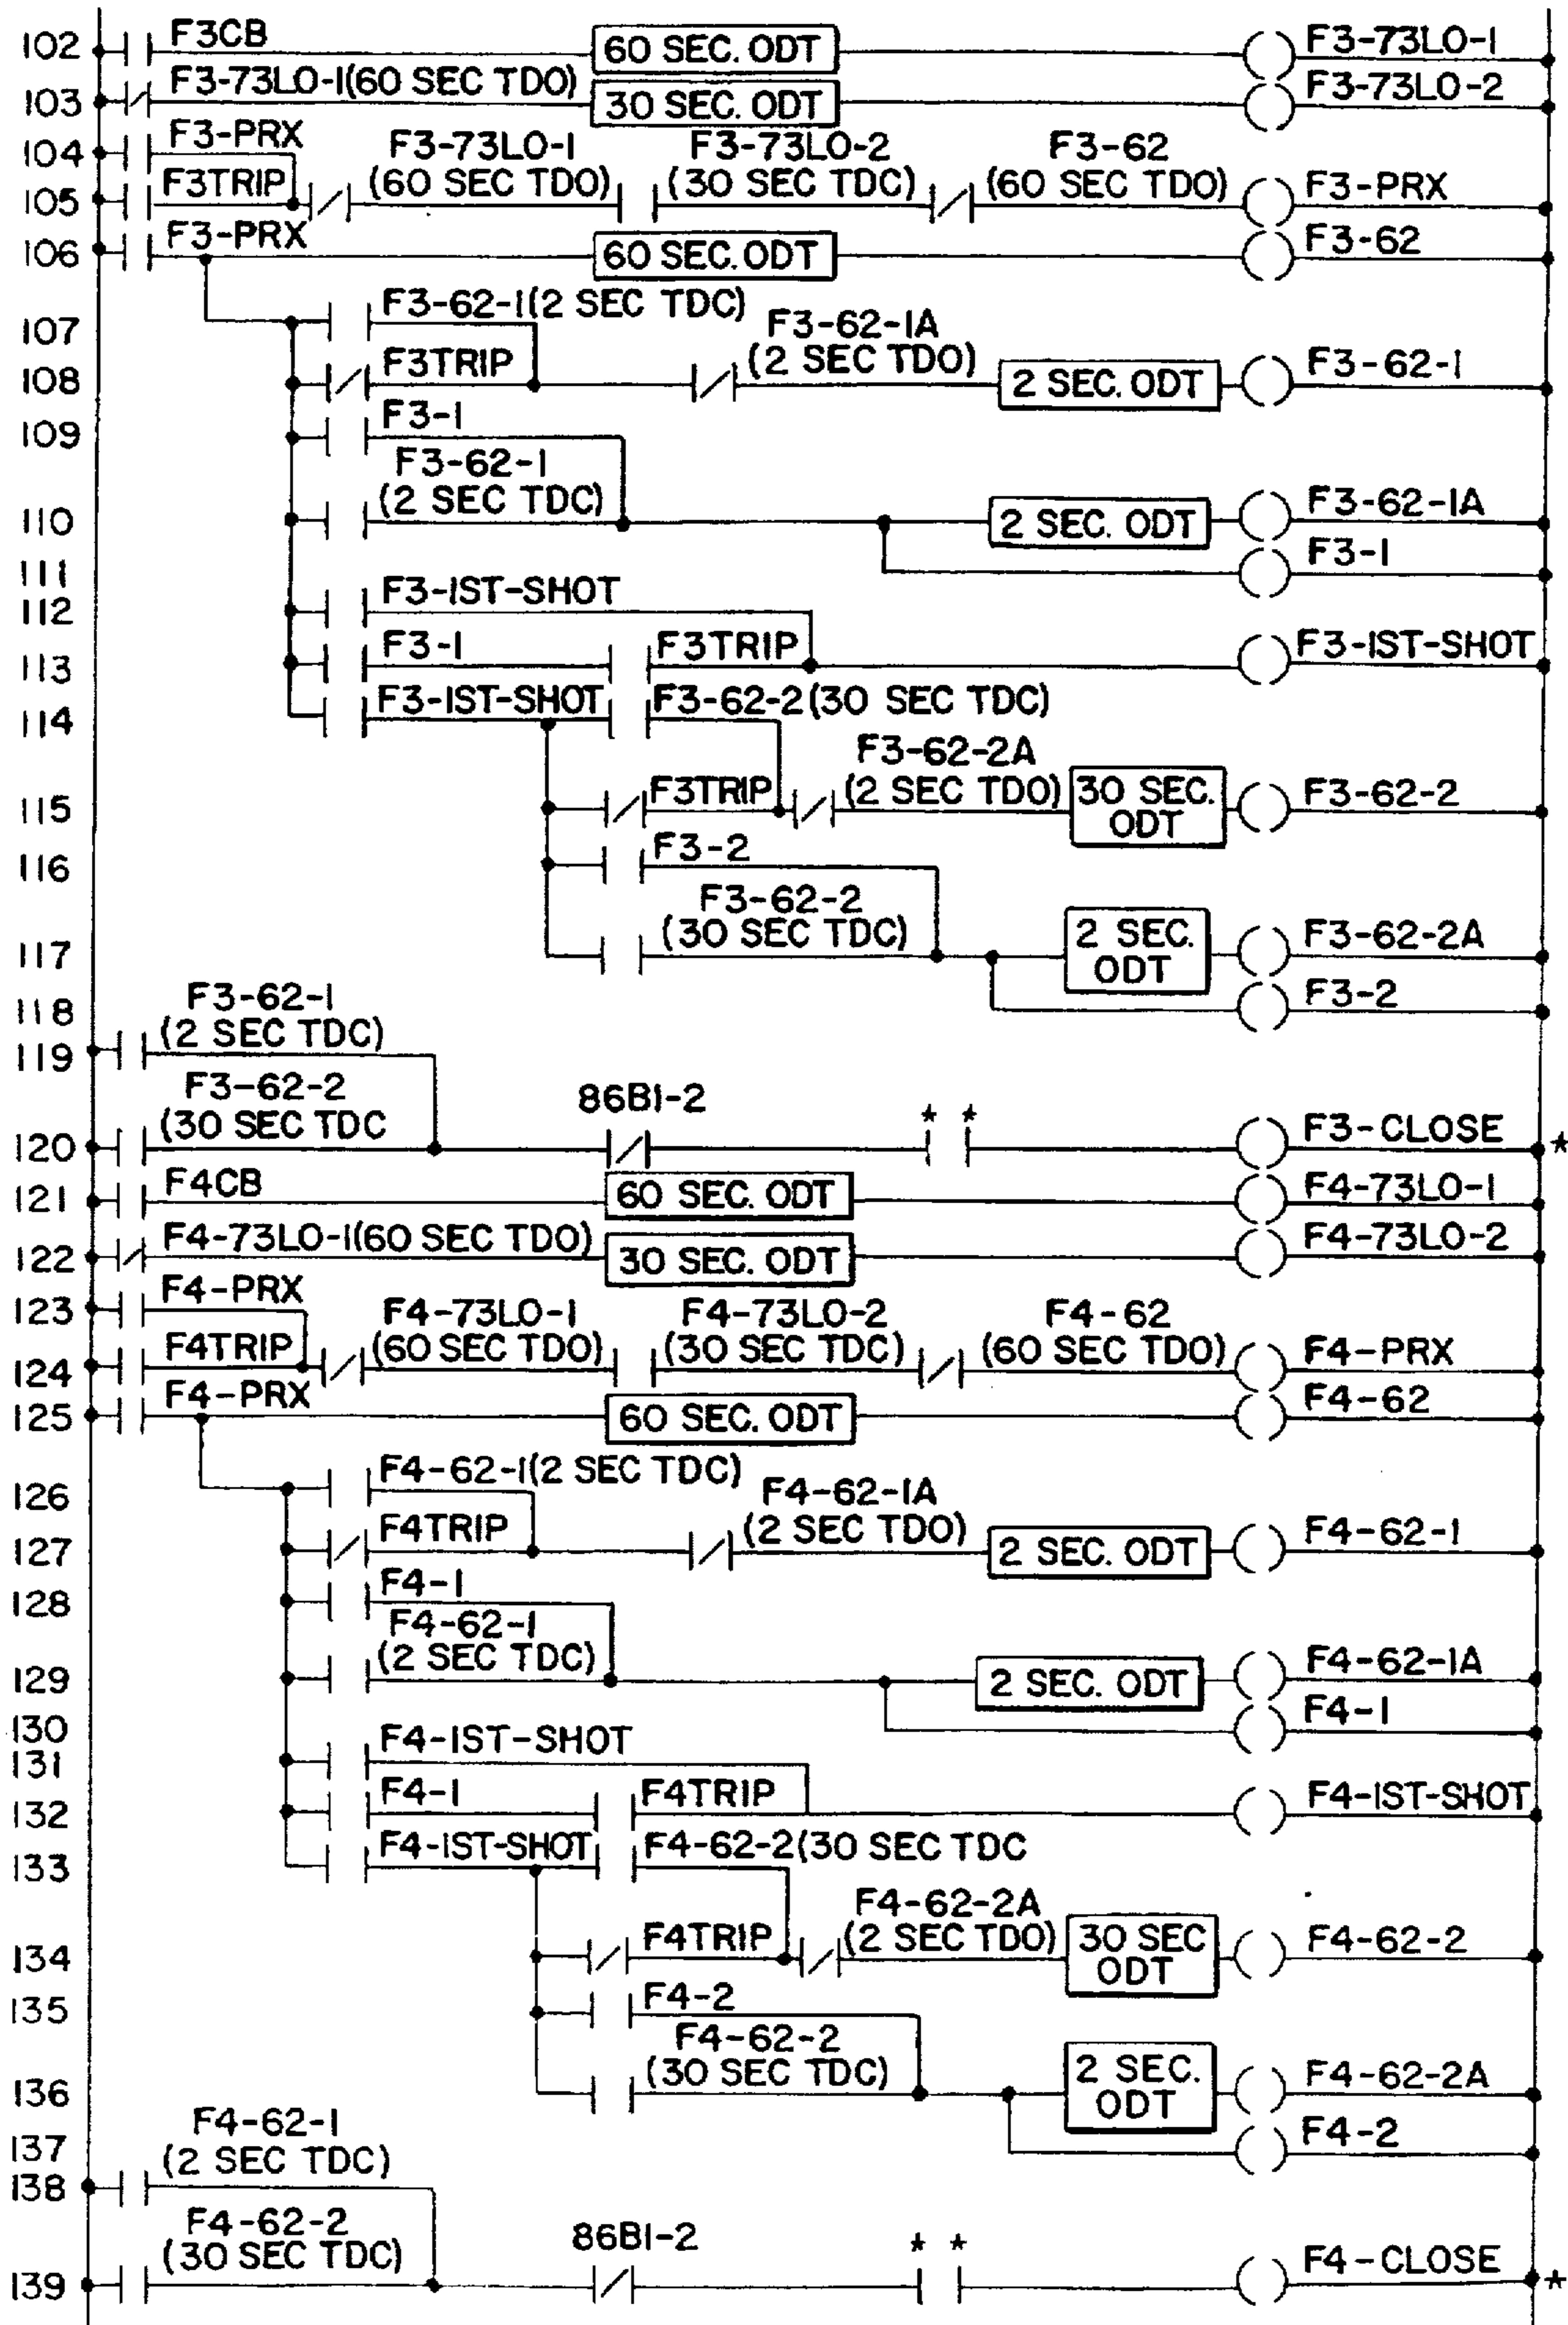 102 F3CB 60 SEC. ODT F3-73LO-1
103 F3-73LO-1(60 SEC TDO) 30 SEC. ODT F3-73LO-2
104 F3-PRX F3-73LO-1 F3-73LO-2 F3-62
105 F3TRIP (60 SEC TDO) (30 SEC TDC) (60 SEC TDO) F3-PRX
106 F3-PRX 60 SEC. ODT F3-62
107 F3-62-1(2 SEC TDC) F3-62-1A
108 F3TRIP (2 SEC TDO) 2 SEC. ODT F3-62-1
109 F3-1
F3-62-1
110 (2 SEC TDC) 2 SEC. ODT F3-62-1A
111 F3-1
112 F3-1ST-SHOT
113 F3-1 F3TRIP F3-1ST-SHOT
114 F3-1ST-SHOT F3-62-2(30 SEC TDC)
F3-62-2A
115 F3TRIP (2 SEC TDO) 30 SEC. ODT F3-62-2
116 F3-2
F3-62-2
117 (30 SEC TDC) 2 SEC. ODT F3-62-2A
118 F3-62-1 F3-2
119 (2 SEC TDC)
F3-62-2 86B1-2
120 (30 SEC TDC * * F3-CLOSE *
121 F4CB 60 SEC. ODT F4-73LO-1
122 F4-73LO-1(60 SEC TDO) 30 SEC. ODT F4-73LO-2
123 F4-PRX F4-73LO-1 F4-73LO-2 F4-62
124 F4TRIP (60 SEC TDO) (30 SEC TDC) (60 SEC TDO) F4-PRX
125 F4-PRX 60 SEC. ODT F4-62
126 F4-62-1(2 SEC TDC) F4-62-1A
127 F4TRIP (2 SEC TDO) 2 SEC. ODT F4-62-1
128 F4-1
F4-62-1
129 (2 SEC TDC) 2 SEC. ODT F4-62-1A
130 F4-1
131 F4-1ST-SHOT
132 F4-1 F4TRIP F4-1ST-SHOT
133 F4-1ST-SHOT F4-62-2(30 SEC TDC
F4-62-2A
134 F4TRIP (2 SEC TDO) 30 SEC ODT F4-62-2
135 F4-2
F4-62-2
136 (30 SEC TDC) 2 SEC. ODT F4-62-2A
137 F4-62-1 F4-2
138 (2 SEC TDC)
F4-62-2 86B1-2
139 (30 SEC TDC) * * F4-CLOSE *